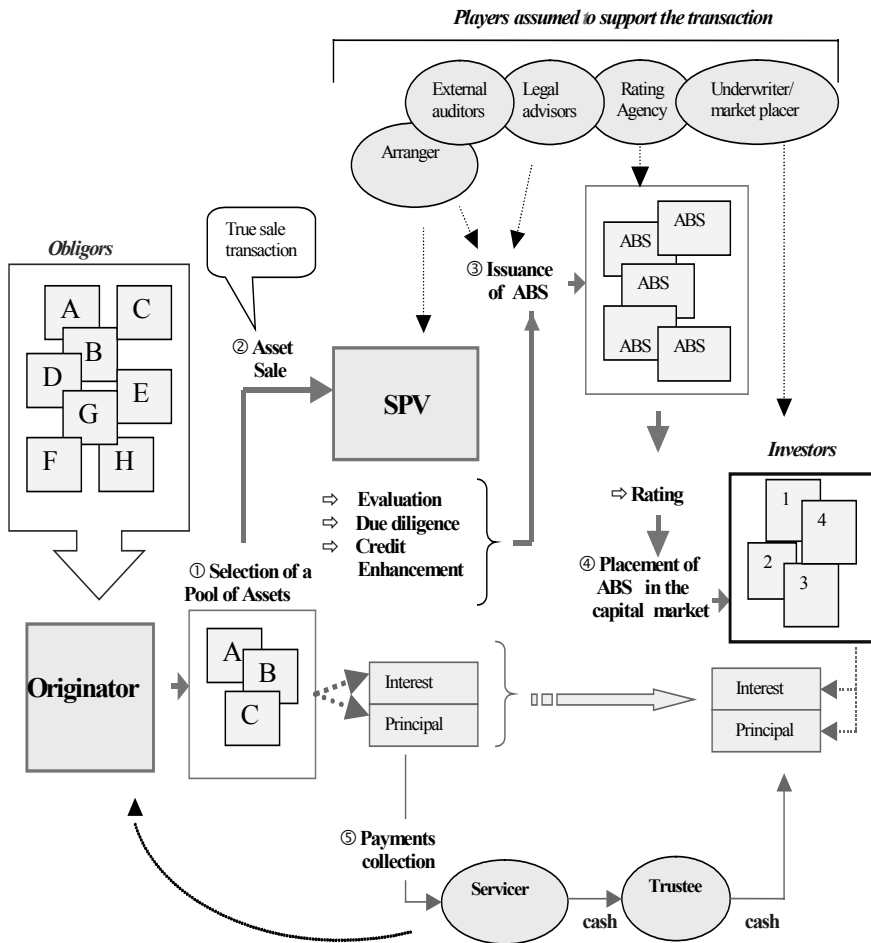 Players assumed to support the transaction
External
auditors
Legal
advisors
Rating
Agency
Underwriter/
market placer
Arranger
True sale
transaction
Obligors
A
C
B
D
E
G
F
H
② Asset
Sale
SPV
③ Issuance
of ABS
ABS
ABS
ABS
ABS
ABS
⇨ Rating
Investors
1
4
2
3
⇨ Evaluation
⇨ Due diligence
⇨ Credit
Enhancement
④ Placement of
ABS in the
capital market
① Selection of a
Pool of Assets
Originator
A
B
C
Interest
Principal
Interest
Principal
⑤ Payments
collection
Servicer
cash
Trustee
cash